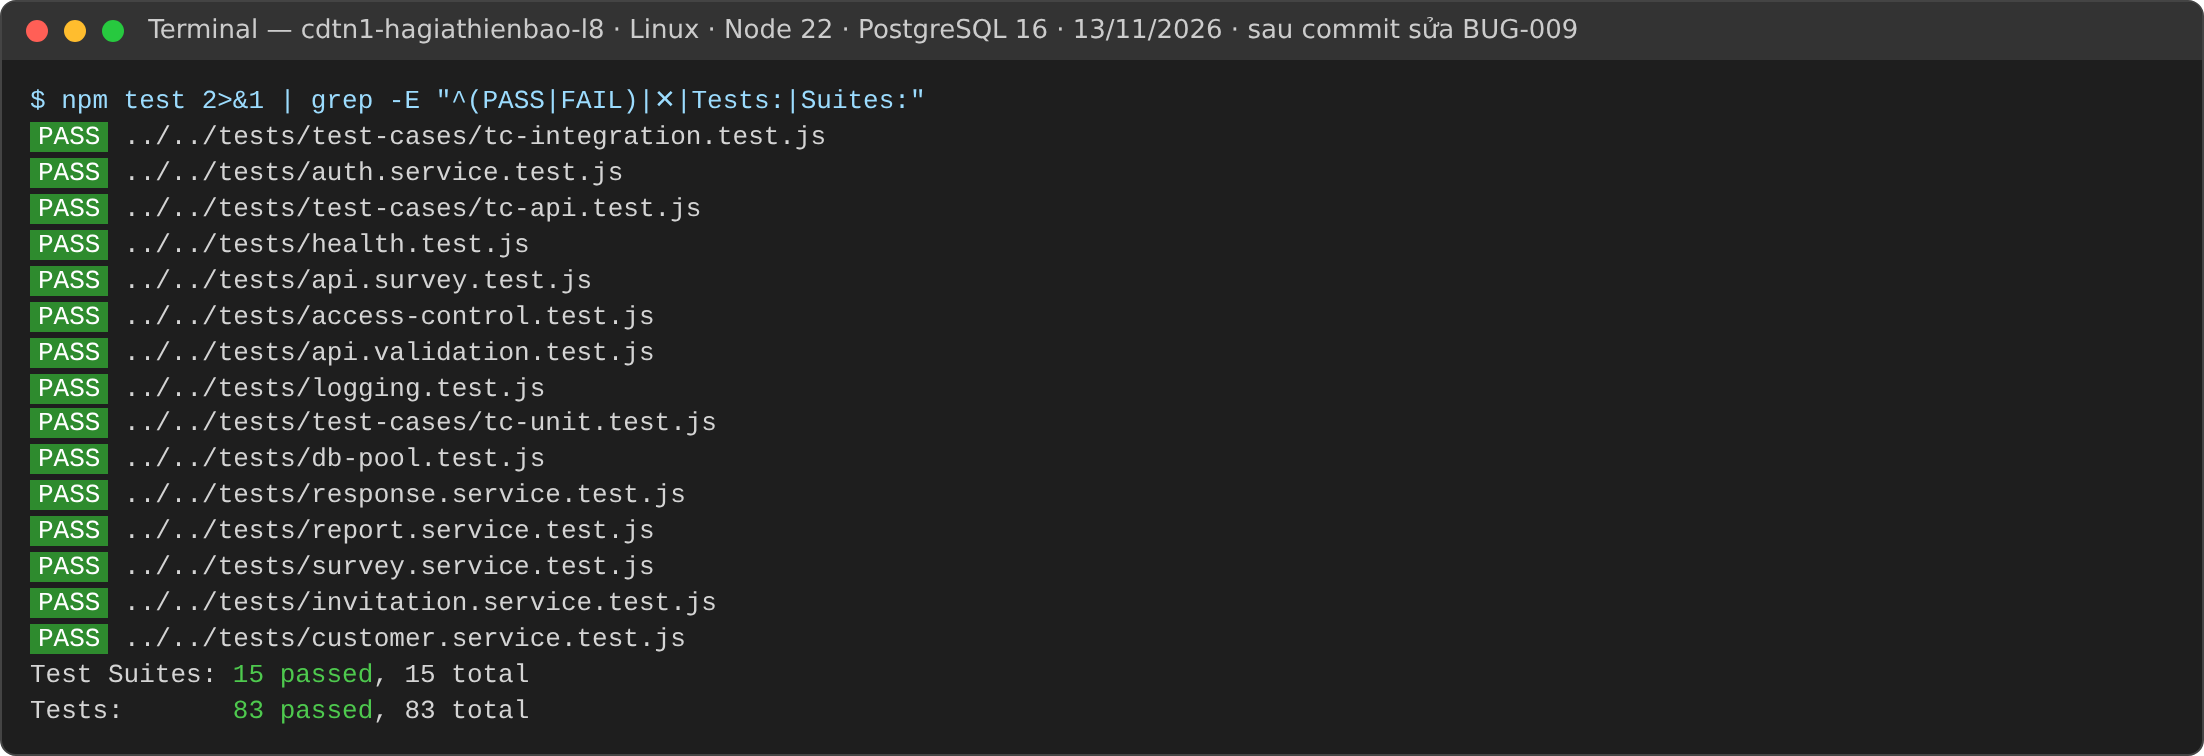 Terminal — cdtn1-hagiathienbao-l8 · Linux · Node 22 · PostgreSQL 16 · 13/11/2026 · sau commit sửa BUG-009
$ npm test 2>&1 | grep -E "^(PASS|FAIL)|✕|Tests:|Suites:"
PASS ../../tests/test-cases/tc-integration.test.js
PASS ../../tests/auth.service.test.js
PASS ../../tests/test-cases/tc-api.test.js
PASS ../../tests/health.test.js
PASS ../../tests/api.survey.test.js
PASS ../../tests/access-control.test.js
PASS ../../tests/api.validation.test.js
PASS ../../tests/logging.test.js
PASS ../../tests/test-cases/tc-unit.test.js
PASS ../../tests/db-pool.test.js
PASS ../../tests/response.service.test.js
PASS ../../tests/report.service.test.js
PASS ../../tests/survey.service.test.js
PASS ../../tests/invitation.service.test.js
PASS ../../tests/customer.service.test.js
Test Suites: 15 passed, 15 total
Tests:       83 passed, 83 total